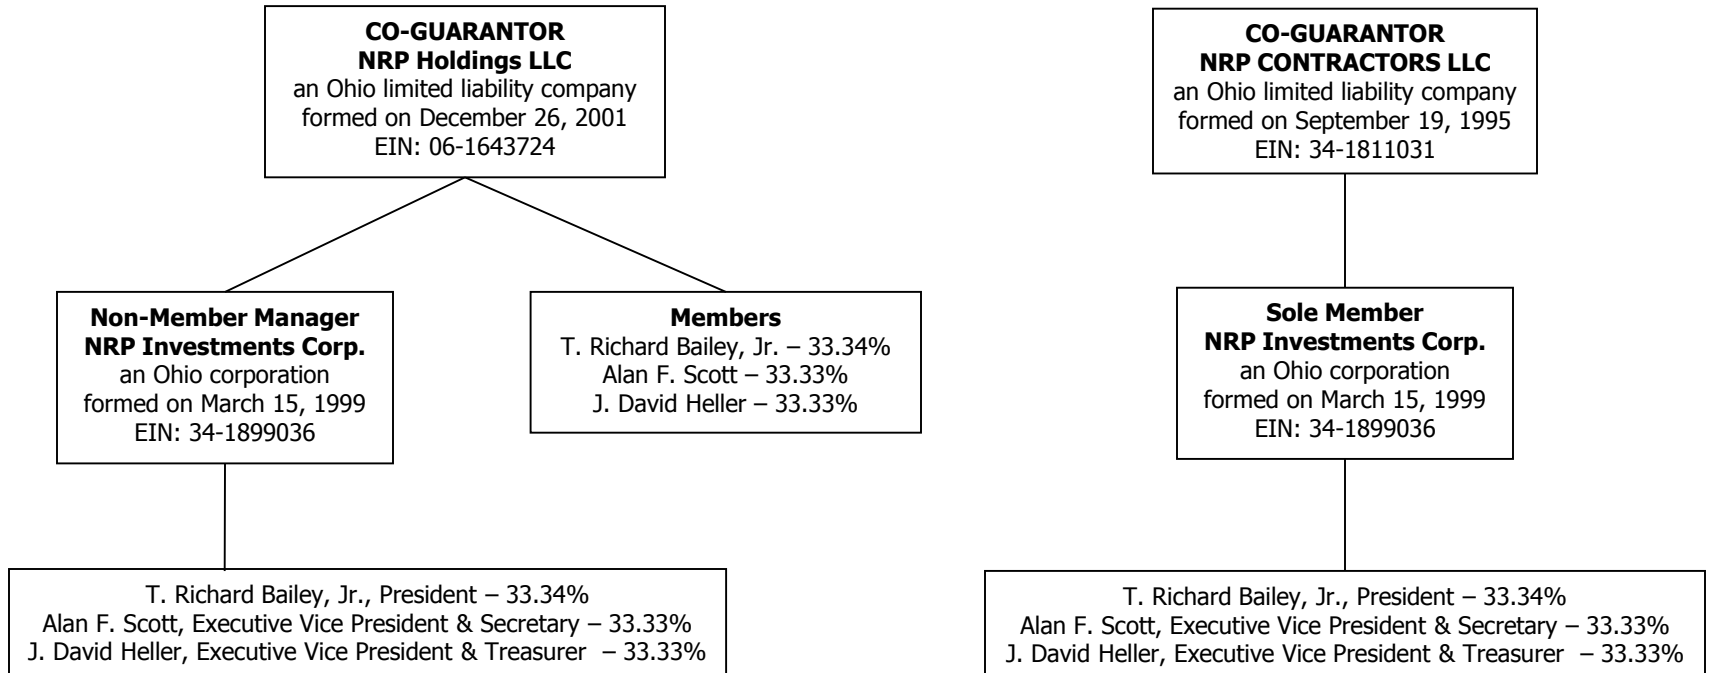 CO-GUARANTOR
NRP Holdings LLC
an Ohio limited liability company
formed on December 26, 2001
EIN: 06-1643724
CO-GUARANTOR
NRP CONTRACTORS LLC
an Ohio limited liability company
formed on September 19, 1995
EIN: 34-1811031
Non-Member Manager
NRP Investments Corp.
an Ohio corporation
formed on March 15, 1999
EIN: 34-1899036
Members
T. Richard Bailey, Jr. – 33.34%
Alan F. Scott – 33.33%
J. David Heller – 33.33%
Sole Member
NRP Investments Corp.
an Ohio corporation
formed on March 15, 1999
EIN: 34-1899036
T. Richard Bailey, Jr., President – 33.34%
Alan F. Scott, Executive Vice President & Secretary – 33.33%
J. David Heller, Executive Vice President & Treasurer – 33.33%
T. Richard Bailey, Jr., President – 33.34%
Alan F. Scott, Executive Vice President & Secretary – 33.33%
J. David Heller, Executive Vice President & Treasurer – 33.33%